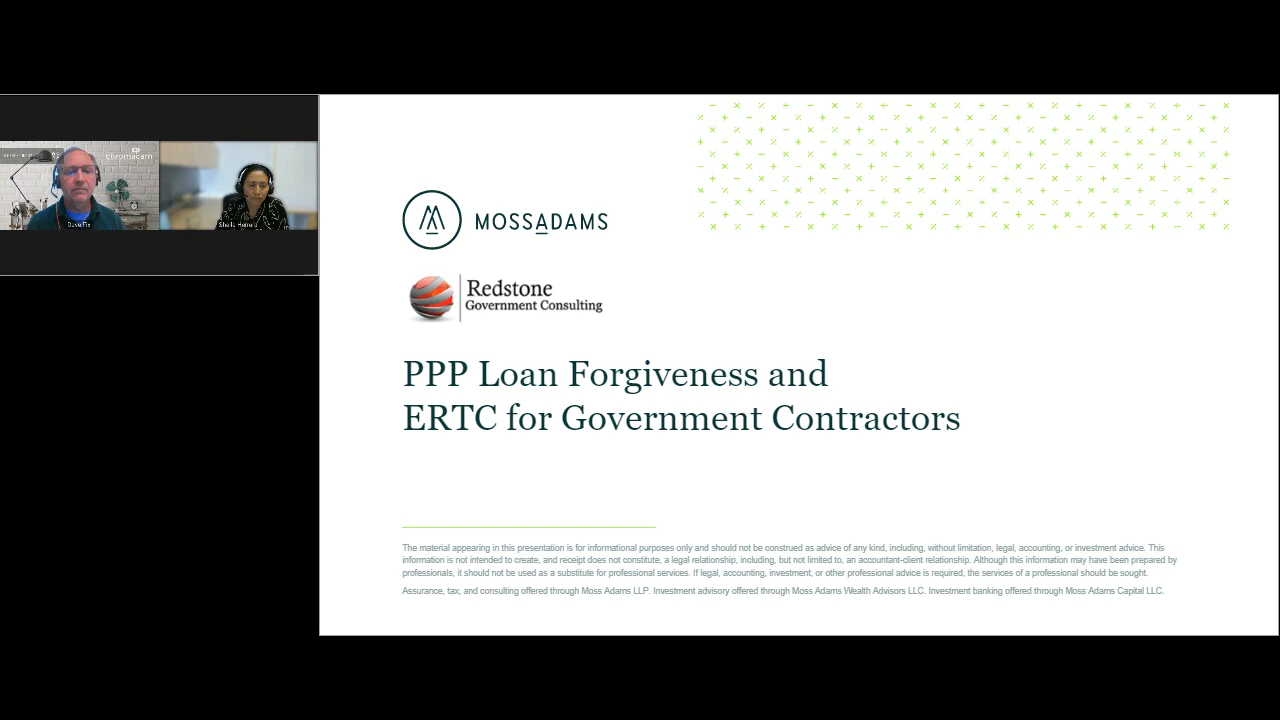 chromacam
Dave Fix
MOSSADAMS
Redstone
Government Consulting
PPP Loan Forgiveness and
ERTC for Government Contractors
The material appearing in this presentation is for informational purposes only and should not be construed as advice of any kind, including, without limitation, legal, accounting, or investment advice. This
information is not intended to create, and receipt does not constitute, a legal relationship, including, but not limited to, an accountant-client relationship. Although this information may have been prepared by
professionals, it should not be used as a substitute for professional services. If legal, accounting, investment, or other professional advice is required, the services of a professional should be sought.
Assurance, tax, and consulting offered through Moss Adams LLP. Investment advisory offered through Moss Adams Wealth Advisors LLC. Investment banking offered through Moss Adams Capital LLC.